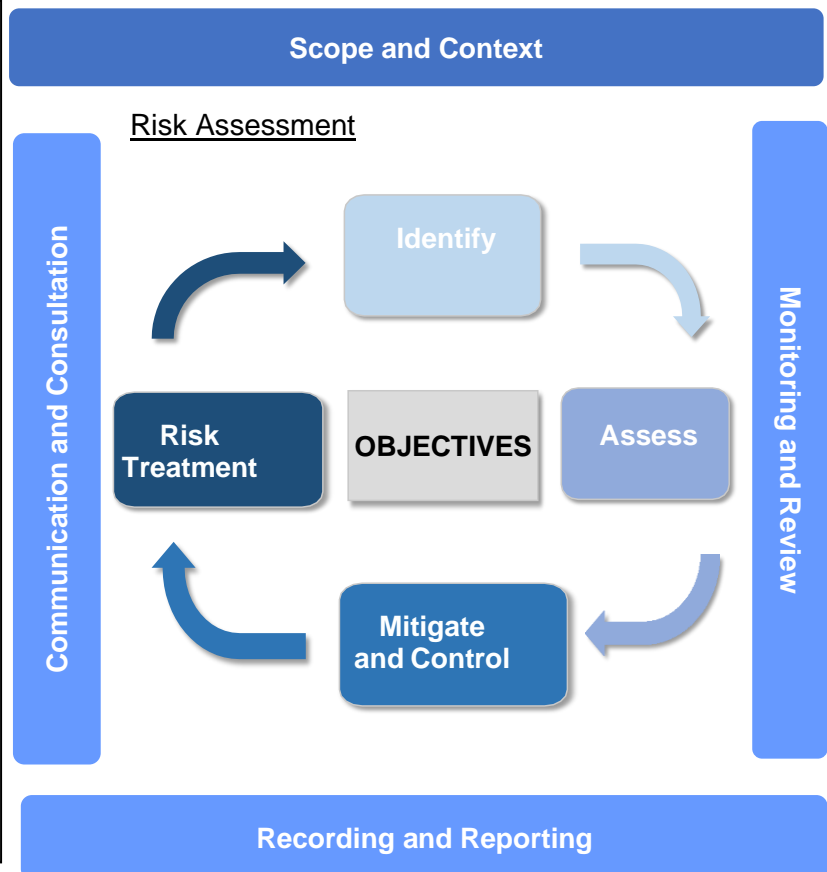 Scope and Context
Risk Assessment
Communication and Consultation
Identify
Monitoring and Review
Risk
Treatment
OBJECTIVES
Assess
Mitigate
and Control
Recording and Reporting